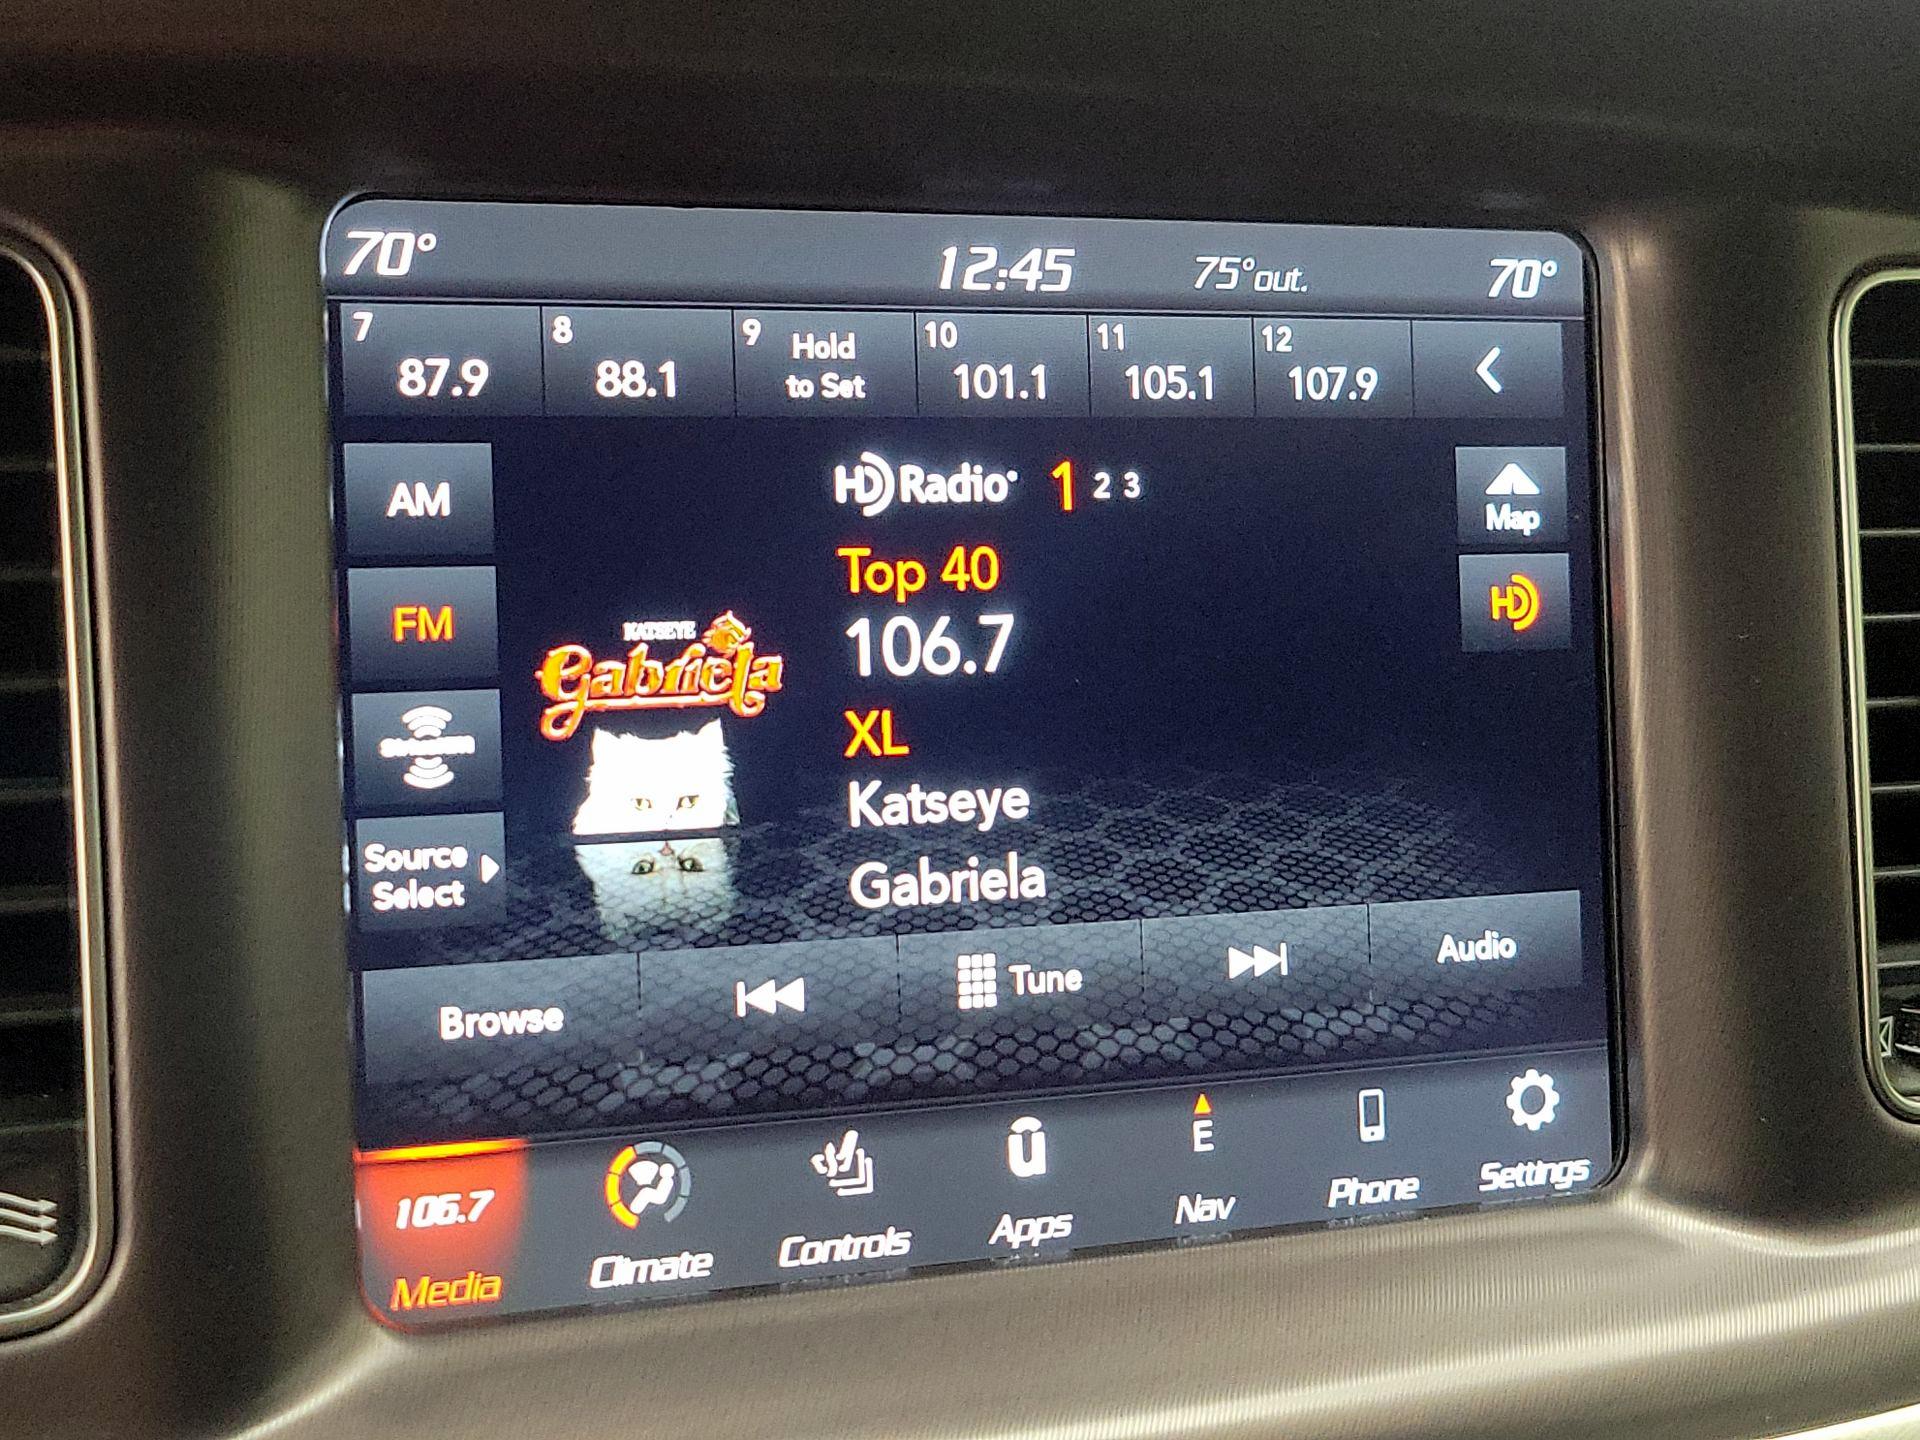 70° 12:45 75°out. 70°
7 87.9
8 88.1
9 Hold
to Set
10 101.1
11 105.1
12 107.9
AM
HD Radio 1 2 3
Map
Top 40
FM
HD
106.7
KATSEYE
Gabriela
XL
Katseye
Source
Select
Gabriela
Browse
Tune
Audio
106.7
Media
Climate
Controls
Apps
E
Nav
Phone
Settings